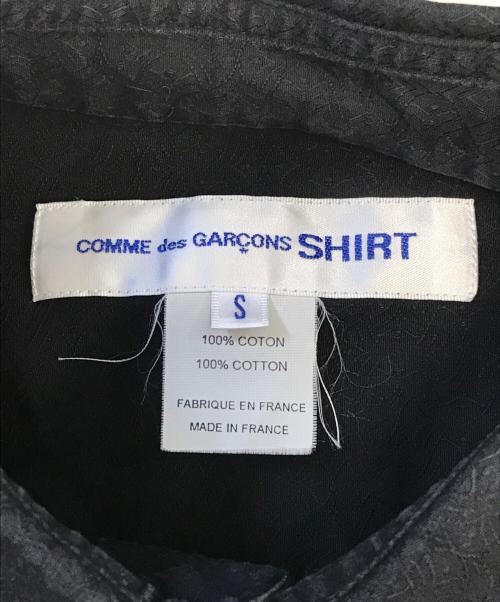 COMME des GARÇONS SHIRT
S
100% COTON
100% COTTON
FABRIQUE EN FRANCE
MADE IN FRANCE